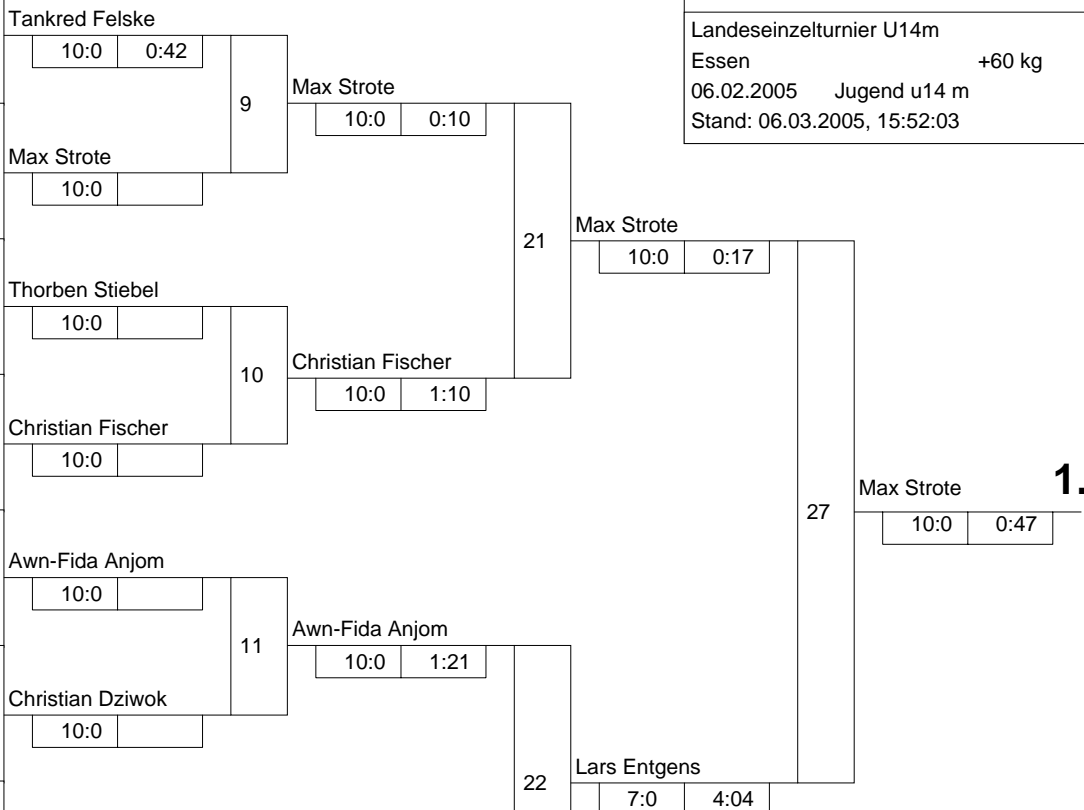 Tankred Felske
10:0 0:42
9
Max Strote
10:0
Max Strote
10:0 0:10
Thorben Stiebel
10:0
10
Christian Fischer
10:0
Christian Fischer
10:0 1:10
21
Max Strote
10:0 0:17
Awn-Fida Anjom
10:0
11
Christian Dziwok
10:0
Awn-Fida Anjom
10:0 1:21
22
Lars Entgens
7:0 4:04
27
Max Strote 1.
10:0 0:47
Landeseinzelturnier U14m
Essen +60 kg
06.02.2005 Jugend u14 m
Stand: 06.03.2005, 15:52:03